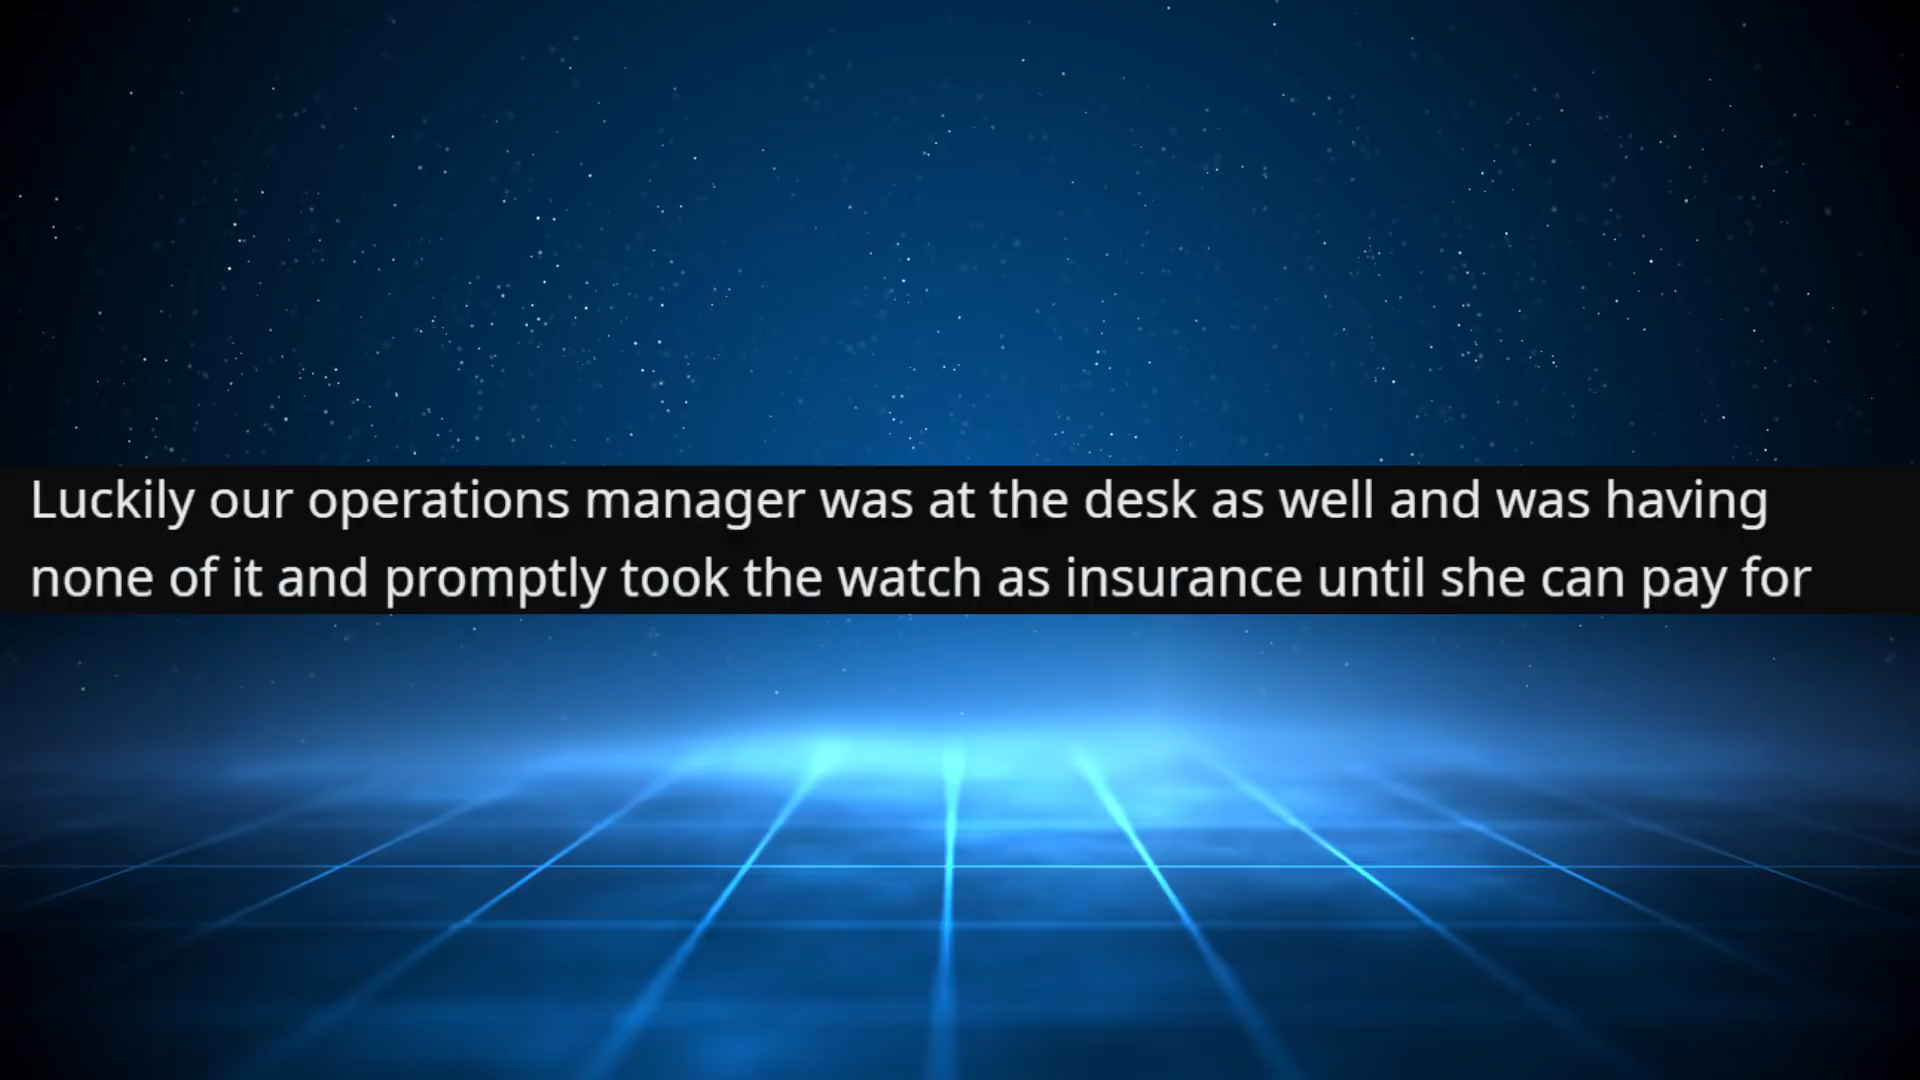 Luckily our operations manager was at the desk as well and was having
none of it and promptly took the watch as insurance until she can pay for